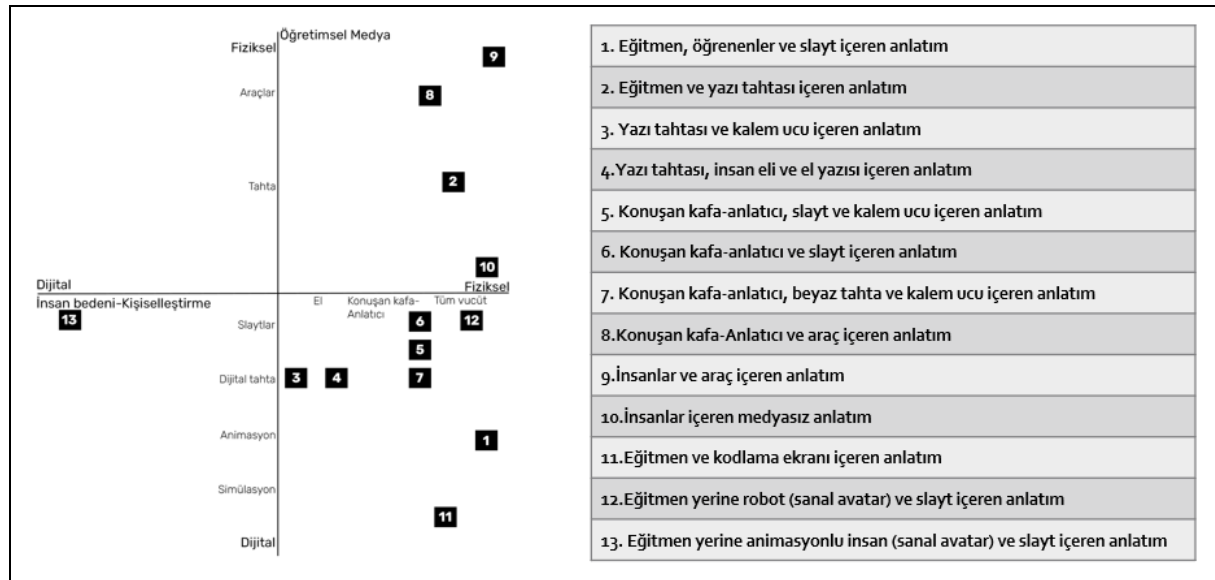 Öğretimsel Medya
Fiziksel
9
Araçlar
8
Tahta
2
10
Dijital
Fiziksel
İnsan bedeni-Kişiselleştirme
El
Konuşan kafa-
Anlatıcı
Tüm vucüt
13
Slaytlar
6
12
5
Dijital tahta
3
4
7
Animasyon
1
Simülasyon
11
Dijital
1. Eğitmen, öğrenenler ve slayt içeren anlatım
2. Eğitmen ve yazı tahtası içeren anlatım
3. Yazı tahtası ve kalem ucu içeren anlatım
4.Yazı tahtası, insan eli ve el yazısı içeren anlatım
5. Konuşan kafa-anlatıcı, slayt ve kalem ucu içeren anlatım
6. Konuşan kafa-anlatıcı ve slayt içeren anlatım
7. Konuşan kafa-anlatıcı, beyaz tahta ve kalem ucu içeren anlatım
8.Konuşan kafa-Anlatıcı ve araç içeren anlatım
9.İnsanlar ve araç içeren anlatım
10.İnsanlar içeren medyasız anlatım
11.Eğitmen ve kodlama ekranı içeren anlatım
12.Eğitmen yerine robot (sanal avatar) ve slayt içeren anlatım
13. Eğitmen yerine animasyonlu insan (sanal avatar) ve slayt içeren anlatım